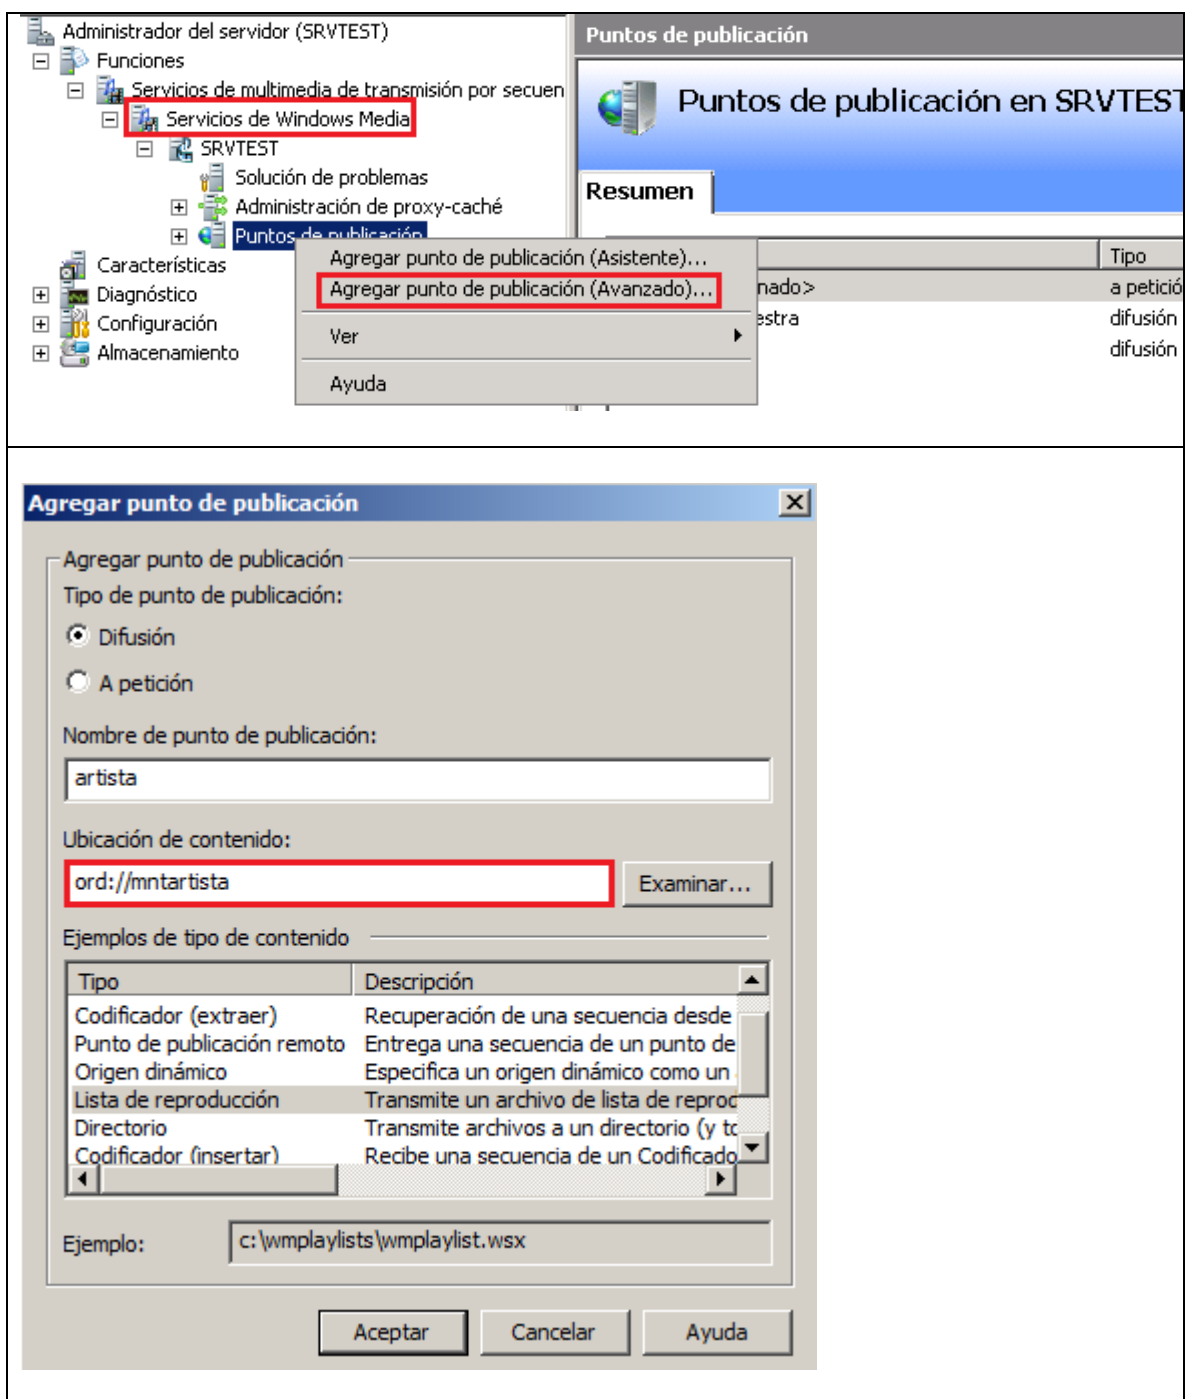 Administrador del servidor (SRVTEST)
Funciones
Servicios de multimedia de transmisión por secuen
Servicios de Windows Media
SRVTEST
Solución de problemas
Administración de proxy-caché
Puntos de publicación
Características
Diagnóstico
Configuración
Almacenamiento
Agregar punto de publicación (Asistente)...
Agregar punto de publicación (Avanzado)...
Ver
Ayuda
Puntos de publicación
Puntos de publicación en SRVTEST
Resumen
Tipo
nado> a petició
estra difusión
difusión
Agregar punto de publicación
Agregar punto de publicación
Tipo de punto de publicación:
Difusión
A petición
Nombre de punto de publicación:
artista
Ubicación de contenido:
ord://mntartista Examinar...
Ejemplos de tipo de contenido
Tipo Descripción
Codificador (extraer) Recuperación de una secuencia desde
Punto de publicación remoto Entrega una secuencia de un punto de
Origen dinámico Especifica un origen dinámico como un
Lista de reproducción Transmite un archivo de lista de reproc
Directorio Transmite archivos a un directorio (y to
Codificador (insertar) Recibe una secuencia de un Codificado
Ejemplo: c:\wmplaylists\wmplaylist.wsx
Aceptar Cancelar Ayuda